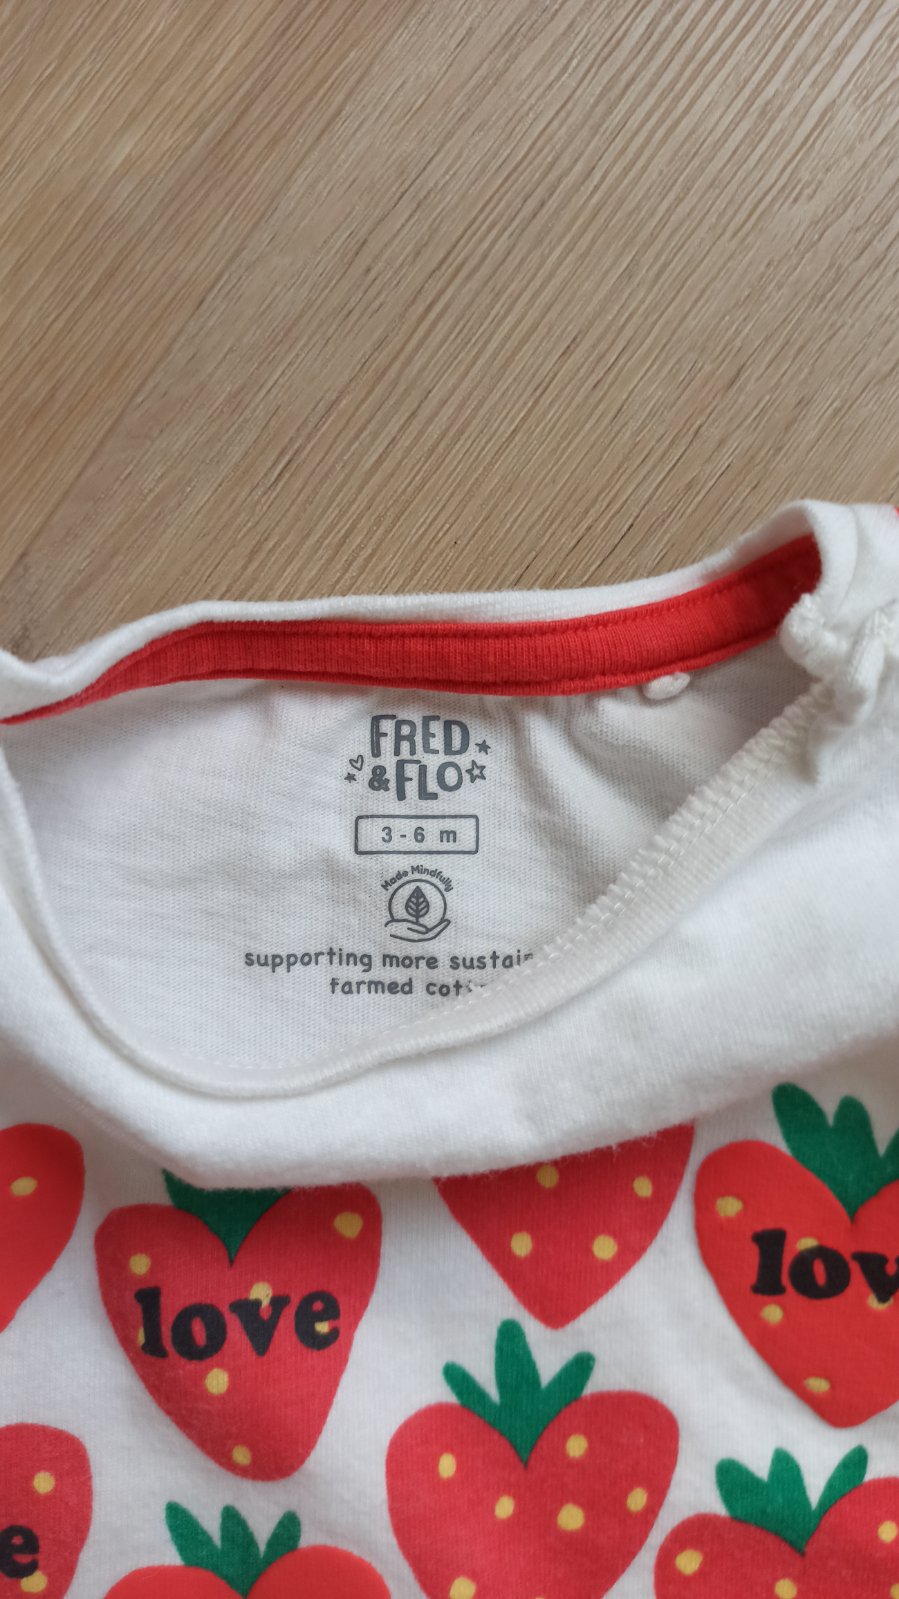 FRED
& FLO
3 - 6 m
Made Mindfully
supporting more
farmed
love